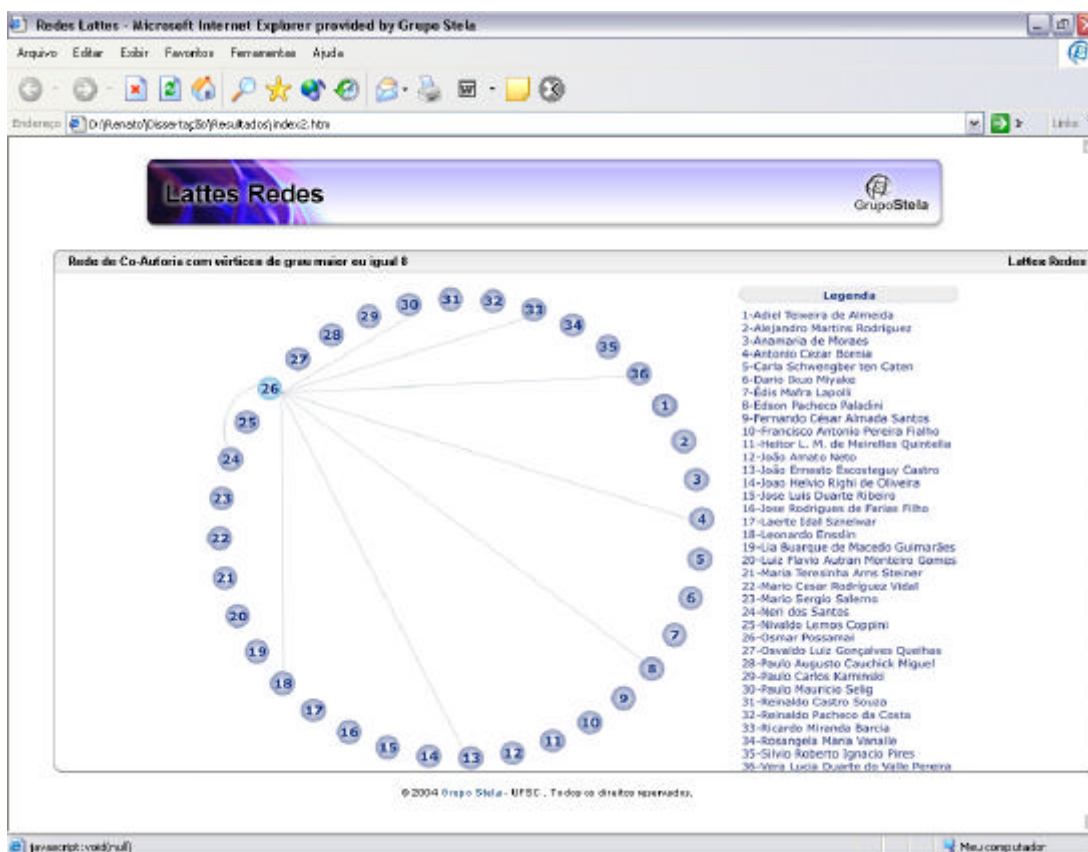 Redes Lattes - Microsoft Internet Explorer provided by Grupo Stela
Arquivo Editar Exibir Favoritos Ferramentas Ajuda
Endereço D:\Renato\Dissertação\Resultados\index2.htm Ir Links
Lattes Redes
GrupoStela
Rede de Co-Autoria com vértices de grau maior ou igual 8 Lattes Redes
1
2
3
4
5
6
7
8
9
10
11
12
13
14
15
16
17
18
19
20
21
22
23
24
25
26
27
28
29
30
31
32
33
34
35
36
Legenda
1-Adiel Teixeira de Almeida
2-Alejandro Martins Rodriguez
3-Anamaria de Moraes
4-Antonio Cezar Bornia
5-Carla Schwengber ten Caten
6-Dario Ikuo Miyake
7-Édis Mafra Lapolli
8-Edson Pacheco Paladini
9-Fernando César Almada Santos
10-Francisco Antonio Pereira Fialho
11-Heitor L. M. de Meirelles Quintella
12-João Amato Neto
13-João Ernesto Escosteguy Castro
14-Joao Helvio Righi de Oliveira
15-Jose Luis Duarte Ribeiro
16-Jose Rodrigues de Farias Filho
17-Laerte Idal Sznelwar
18-Leonardo Ensslin
19-Lia Buarque de Macedo Guimarães
20-Luiz Flavio Autran Monteiro Gomes
21-Maria Teresinha Arns Steiner
22-Mario Cesar Rodríguez Vidal
23-Mario Sergio Salerno
24-Neri dos Santos
25-Nivaldo Lemos Coppini
26-Osmar Possamai
27-Osvaldo Luiz Gonçalves Quelhas
28-Paulo Augusto Cauchick Miguel
29-Paulo Carlos Kaminski
30-Paulo Mauricio Selig
31-Reinaldo Castro Souza
32-Reinaldo Pacheco da Costa
33-Ricardo Miranda Barcia
34-Rosangela Maria Vanalle
35-Silvio Roberto Ignacio Pires
36-Vera Lucia Duarte do Valle Pereira
© 2004 Grupo Stela - UFSC . Todos os direitos reservados.
javascript:void(null) Meu computador